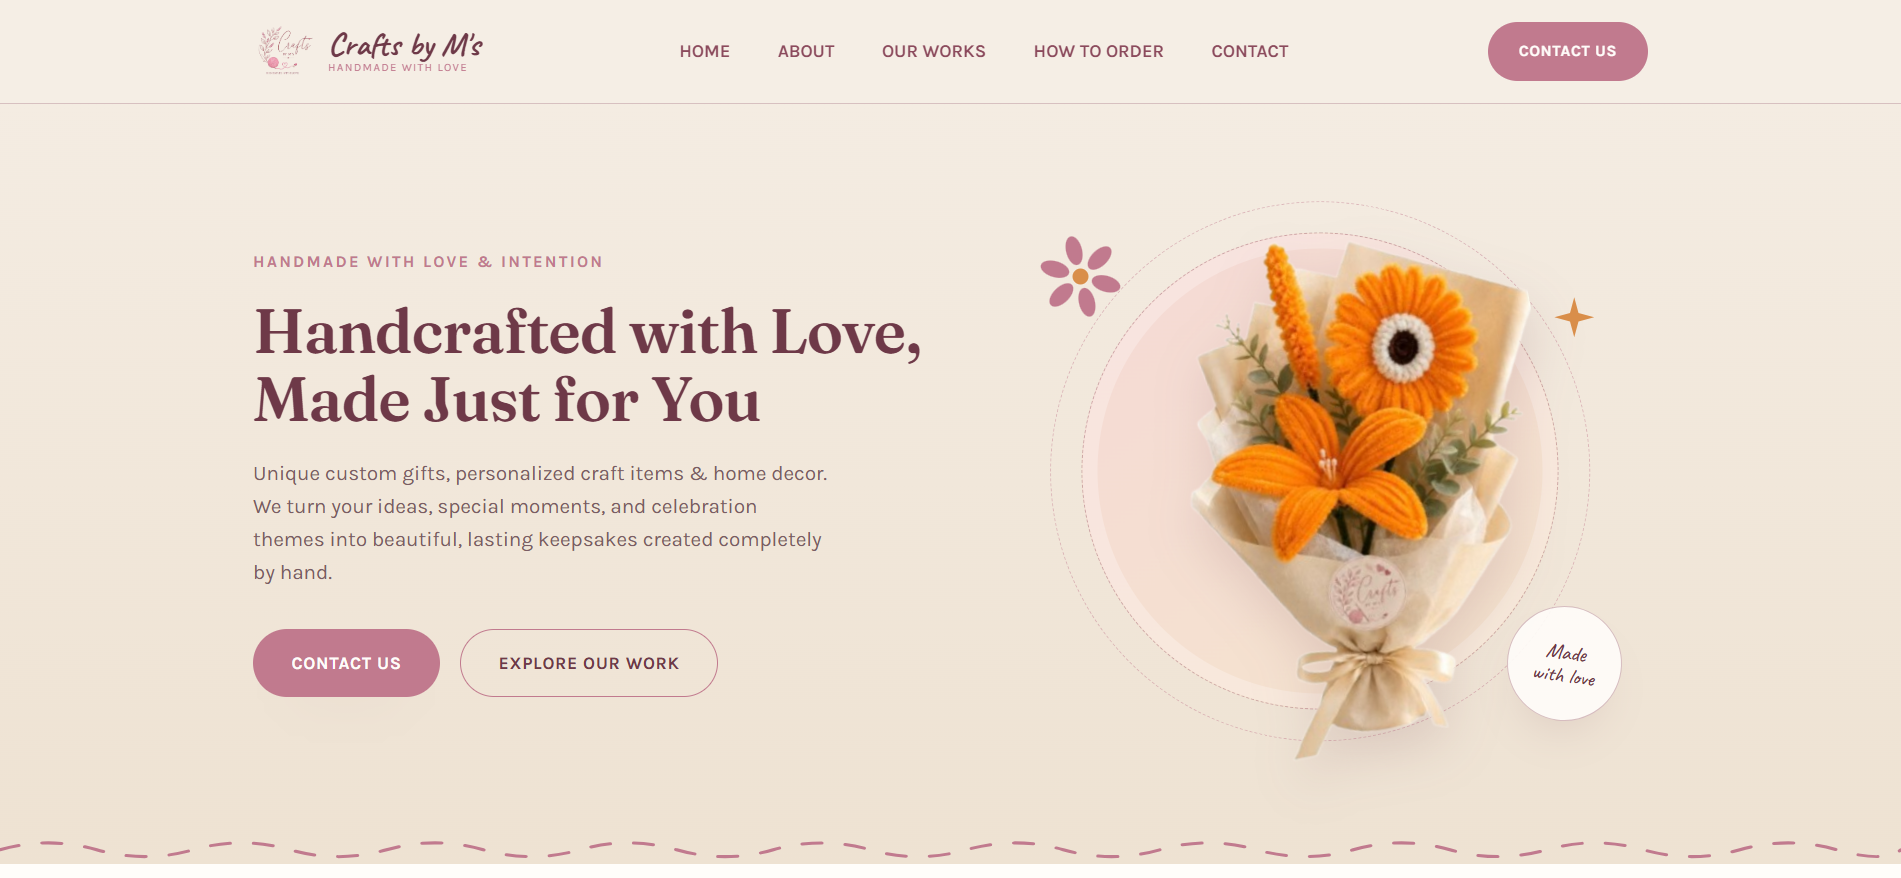 Crafts
Crafts by M's
HANDMADE WITH LOVE
HOME
ABOUT
OUR WORKS
HOW TO ORDER
CONTACT
CONTACT US
HANDMADE WITH LOVE & INTENTION
Handcrafted with Love,
Made Just for You
Unique custom gifts, personalized craft items & home decor.
We turn your ideas, special moments, and celebration
themes into beautiful, lasting keepsakes created completely
by hand.
CONTACT US
EXPLORE OUR WORK
Crafts
Made
with love